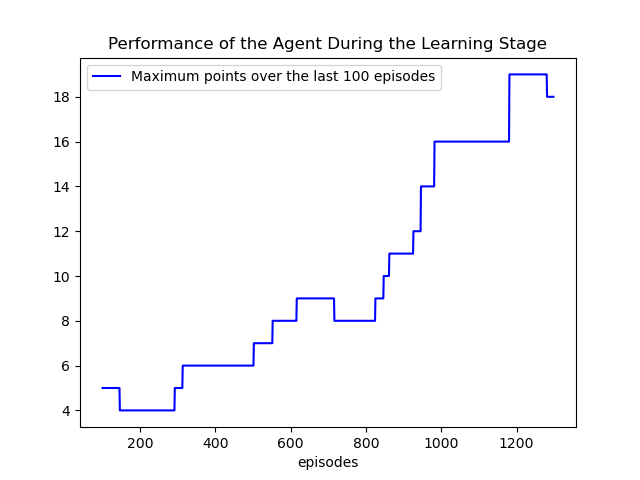 Performance of the Agent During the Learning Stage
Maximum points over the last 100 episodes
18
16
14
12
10
8
6
4
200 400 600 800 1000 1200
episodes